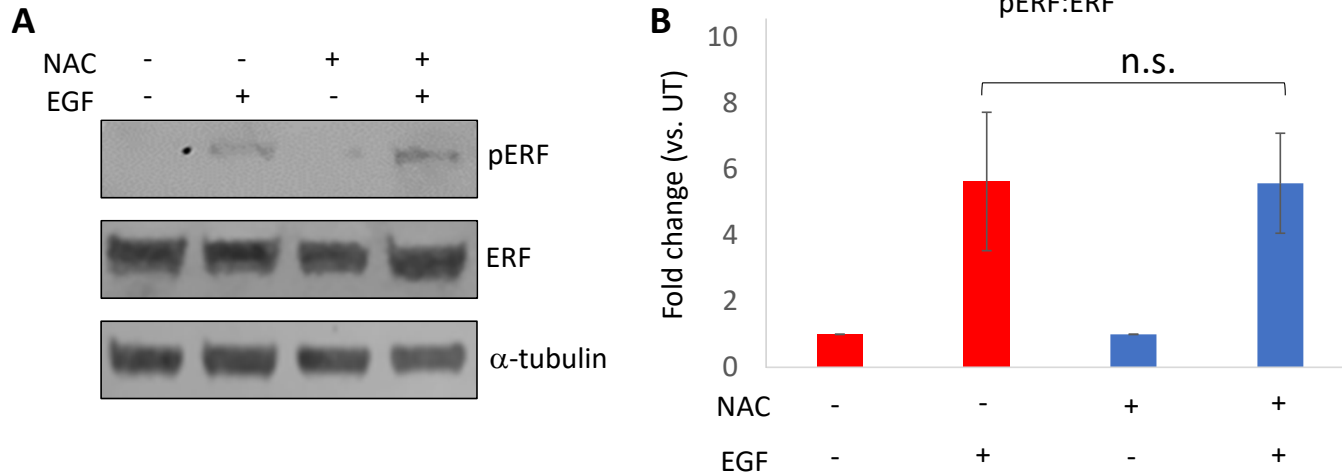 A
NAC - - + +
EGF - + - +
pERF
ERF
α-tubulin
B
pERF:ERF
Fold change (vs. UT)
10
8
6
4
2
0
n.s.
NAC - - + +
EGF - + - +